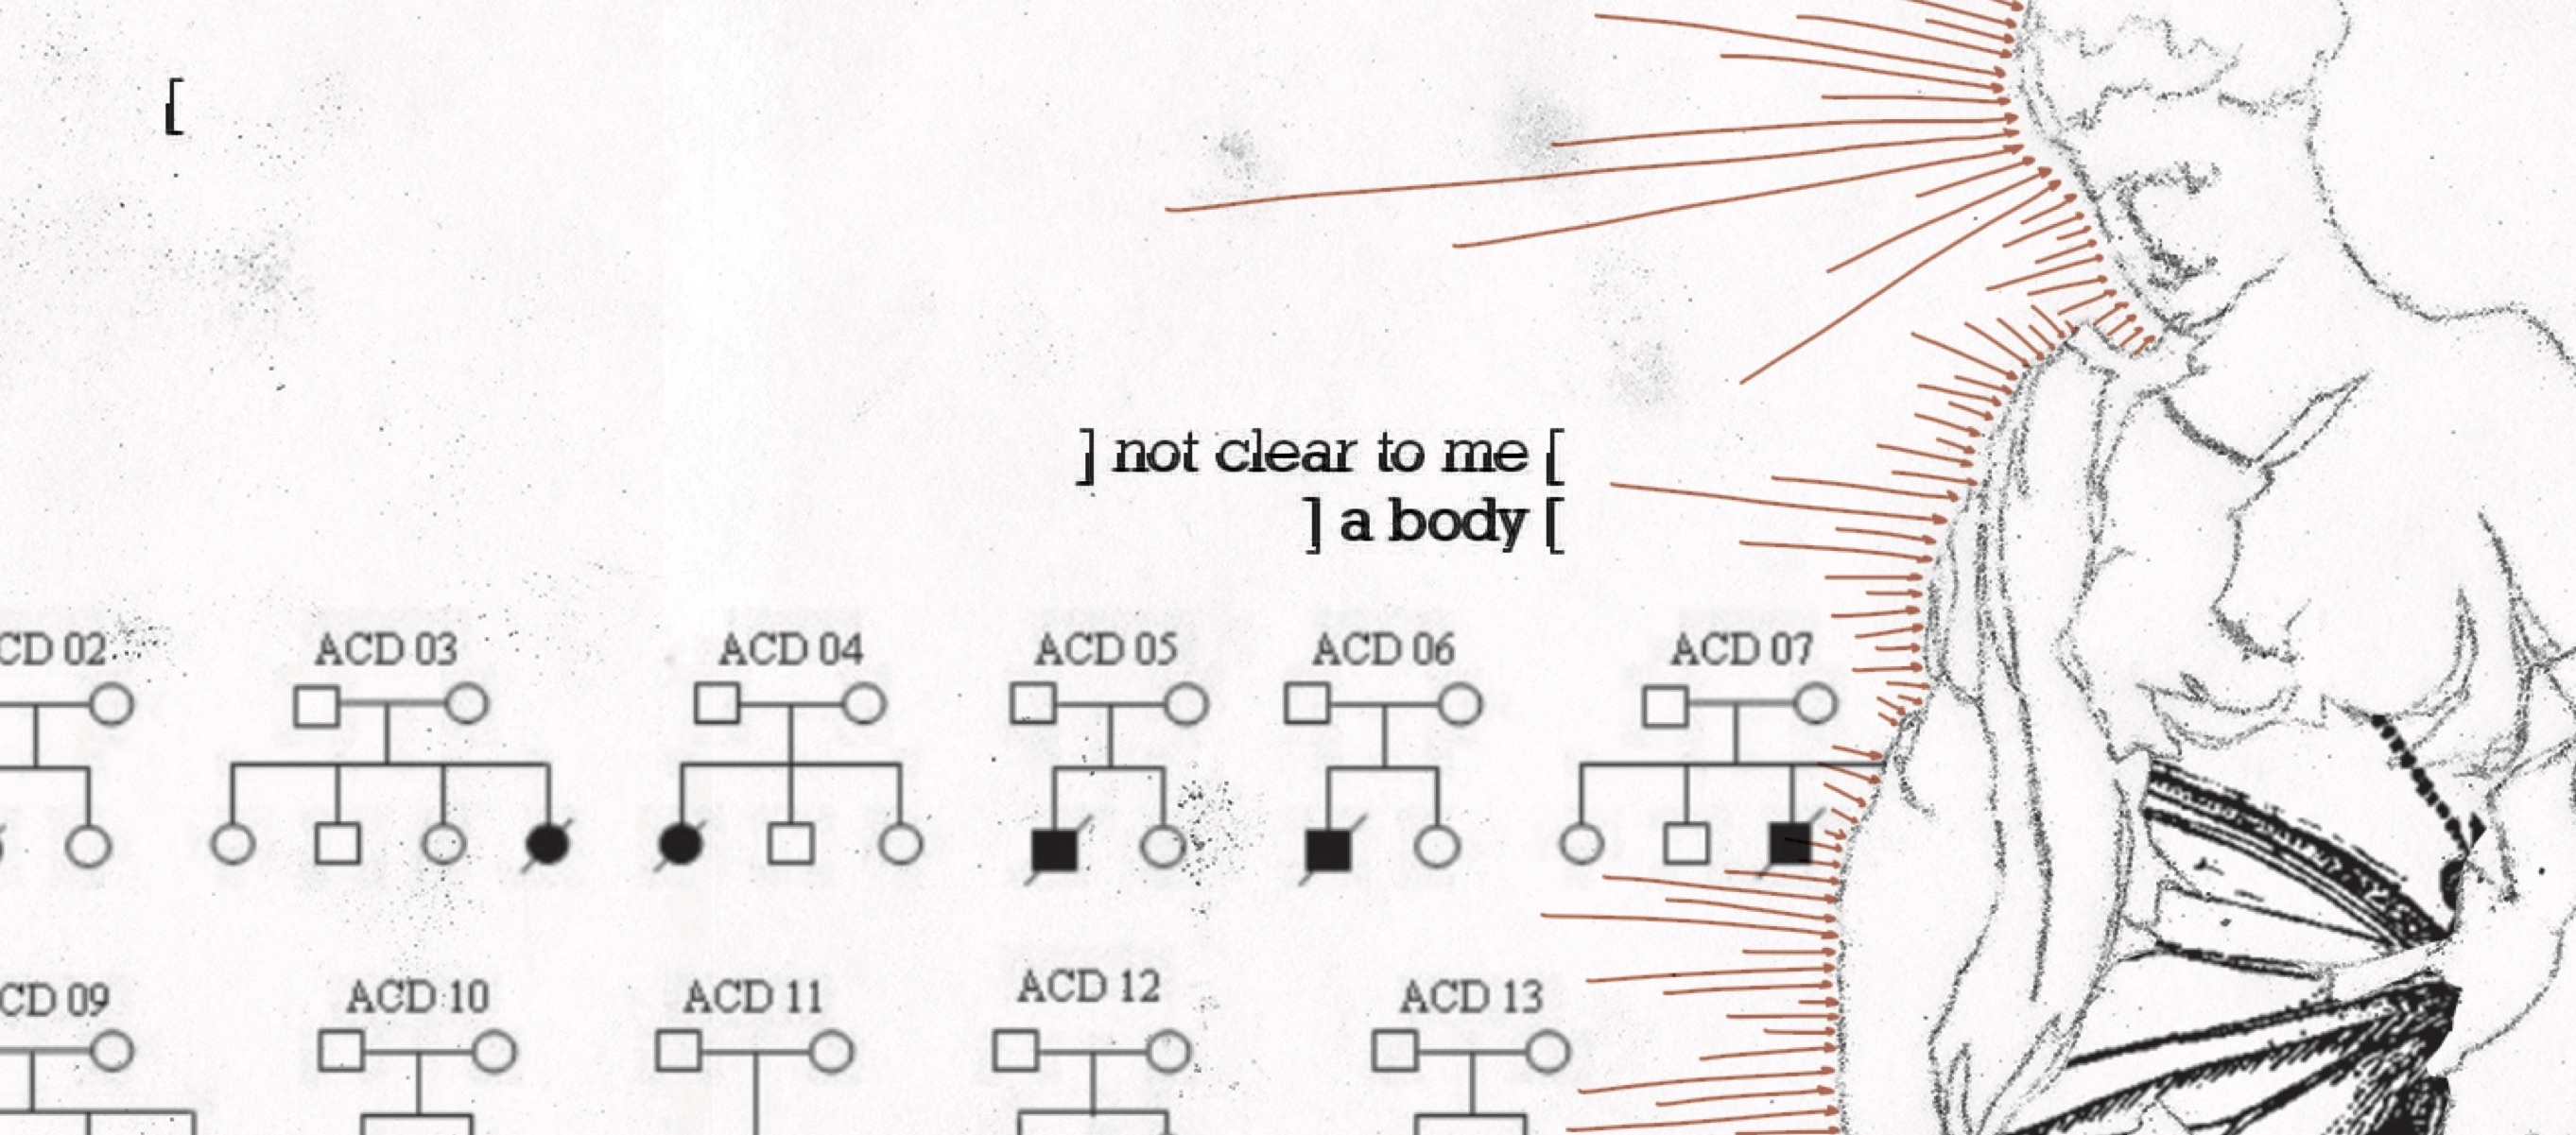 [
] not clear to me [
] a body [
CD 02 ACD 03 ACD 04 ACD 05 ACD 06 ACD 07
CD 09 ACD 10 ACD 11 ACD 12 ACD 13